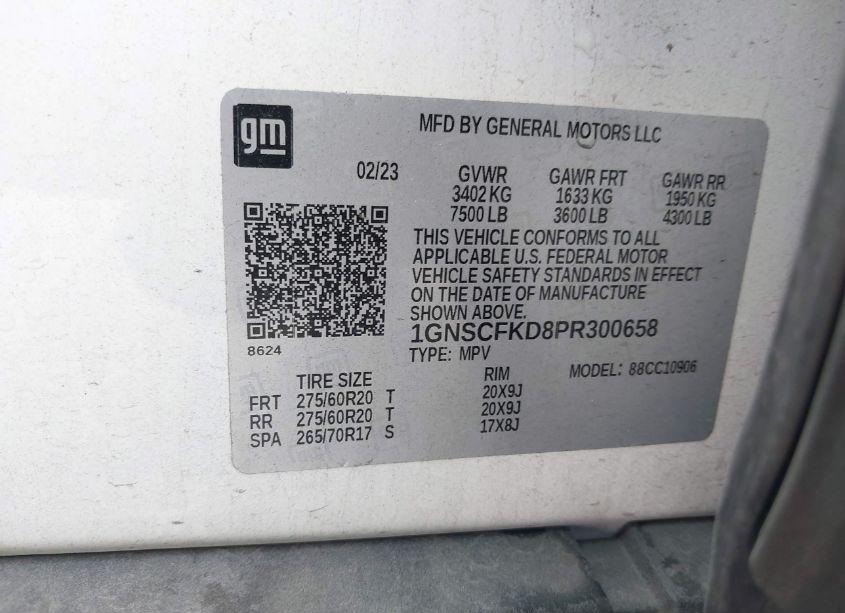 gm
MFD BY GENERAL MOTORS LLC
02/23
GVWR GAWR FRT GAWR RR
3402 KG 1633 KG 1950 KG
7500 LB 3600 LB 4300 LB
THIS VEHICLE CONFORMS TO ALL
APPLICABLE U.S. FEDERAL MOTOR
VEHICLE SAFETY STANDARDS IN EFFECT
ON THE DATE OF MANUFACTURE
SHOWN ABOVE.
1GNSCFKD8PR300658
8624
TYPE: MPV MODEL: 88CC10906
TIRE SIZE RIM
FRT 275/60R20 T 20X9J
RR 275/60R20 T 20X9J
SPA 265/70R17 S 17X8J